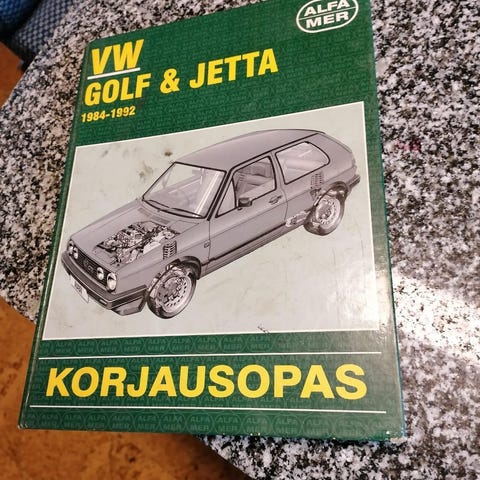 ALFA
MER
VW
GOLF & JETTA
1984-1992
KORJAUSOPAS